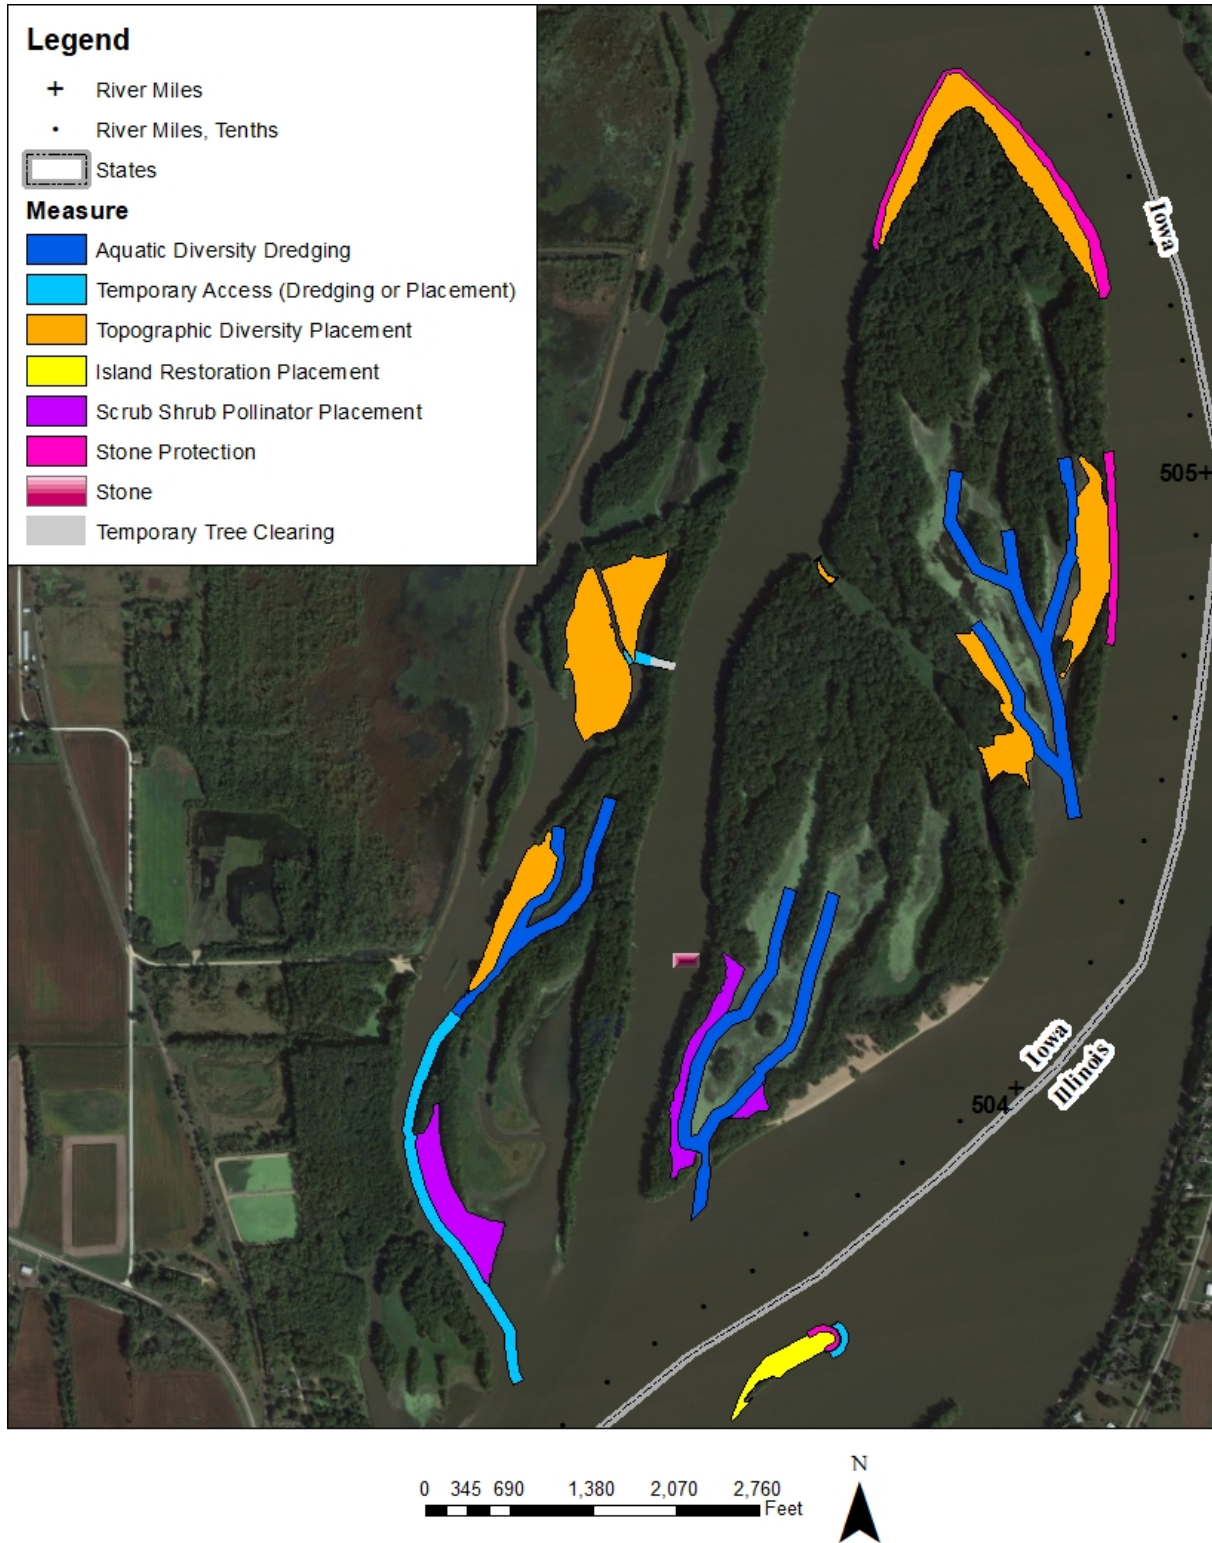 Legend
River Miles
River Miles, Tenths
States
Measure
Aquatic Diversity Dredging
Temporary Access (Dredging or Placement)
Topographic Diversity Placement
Island Restoration Placement
Scrub Shrub Pollinator Placement
Stone Protection
Stone
Temporary Tree Clearing
Iowa
505
Iowa
Illinois
504
N
0 345 690 1,380 2,070 2,760
Feet